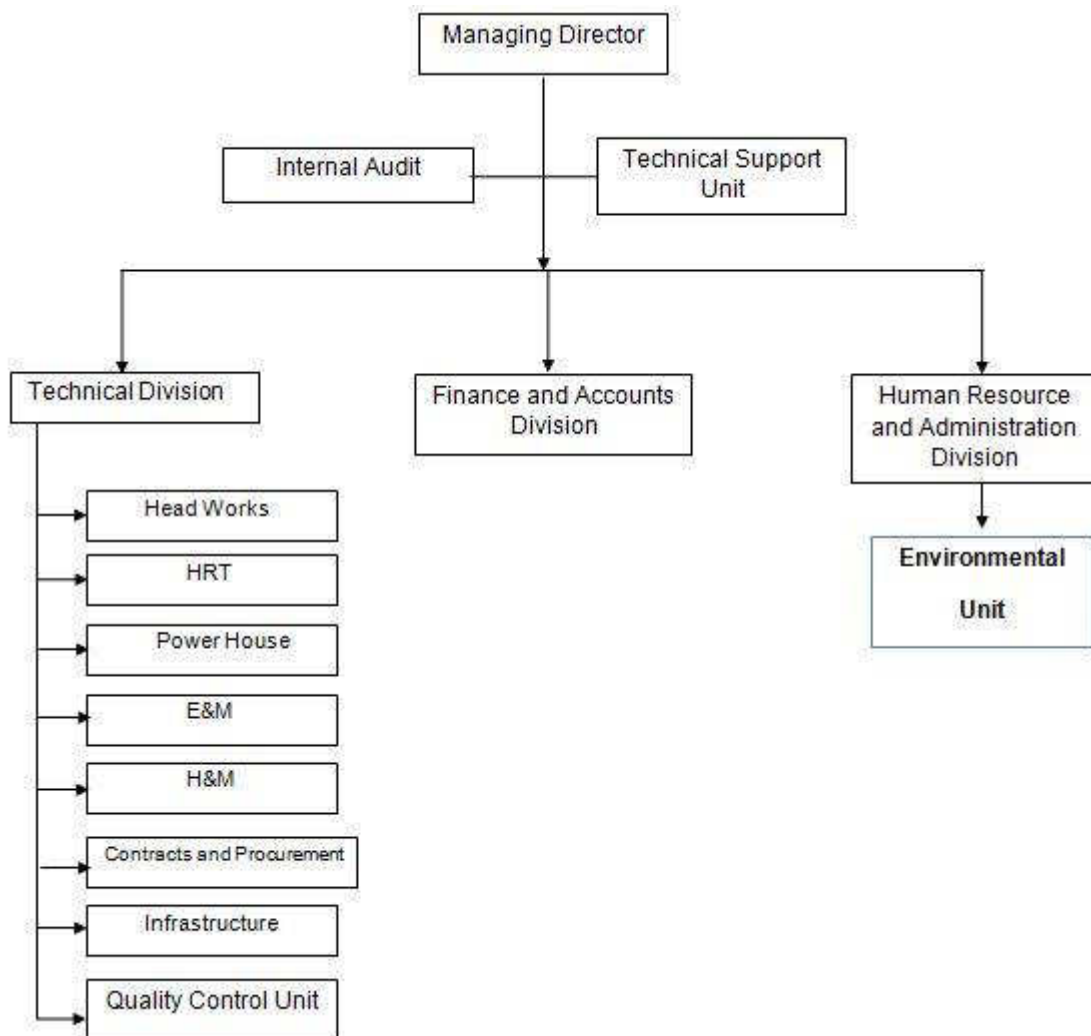 Managing Director
Internal Audit
Technical Support
Unit
Technical Division
Finance and Accounts
Division
Human Resource
and Administration
Division
Environmental
Unit
Head Works
HRT
Power House
E&M
H&M
Contracts and Procurement
Infrastructure
Quality Control Unit